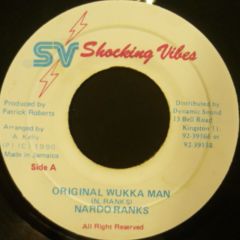 SV Shocking Vibes
Produced by
Patrick Roberts
Arranged by
A. Kelly
(P) (C) 1990
Made in Jamaica
Side A
Distributed by
Dynamic Sound
15 Bell Road
Kingston 11
92-39168 or
92-39138
ORIGINAL WUKKA MAN
(N. RANKS)
NARDO RANKS
All Right Reserved